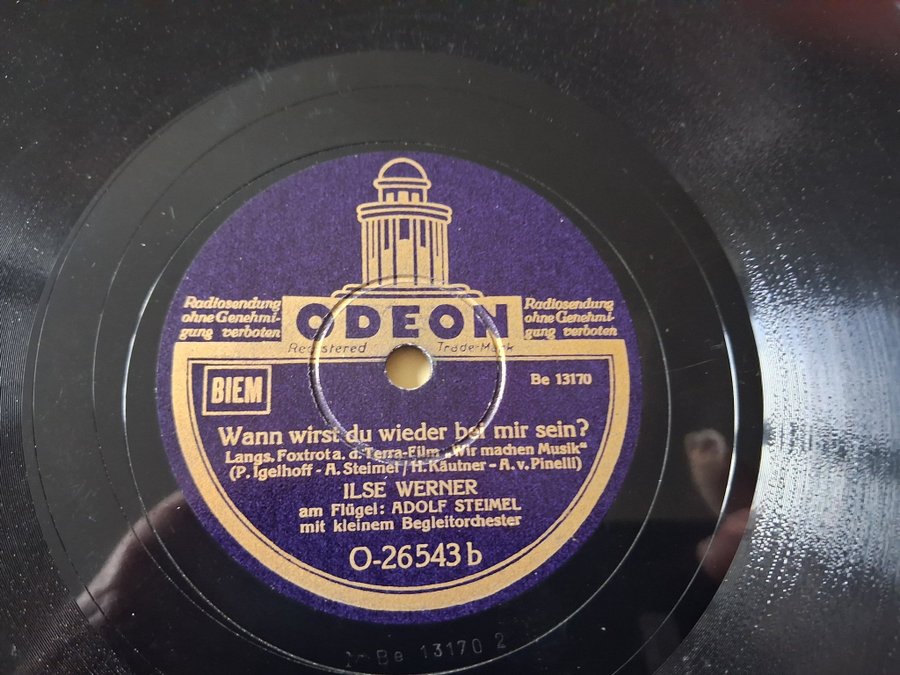 Radiosendung
ohne Genehmi-
gung verboten
ODEON
Radiosendung
ohne Genehmi-
gung verboten
Registered Trade-Mark
BIEM
Be 13170
Wann wirst du wieder bei mir sein?
Langs. Foxtrot a. d. Terra-Film „Wir machen Musik“
(P. Igelhoff - A. Steimel / H. Käutner - A. v. Pinelli)
ILSE WERNER
am Flügel: ADOLF STEIMEL
mit kleinem Begleitorchester
O-26543 b
Be 13170 2